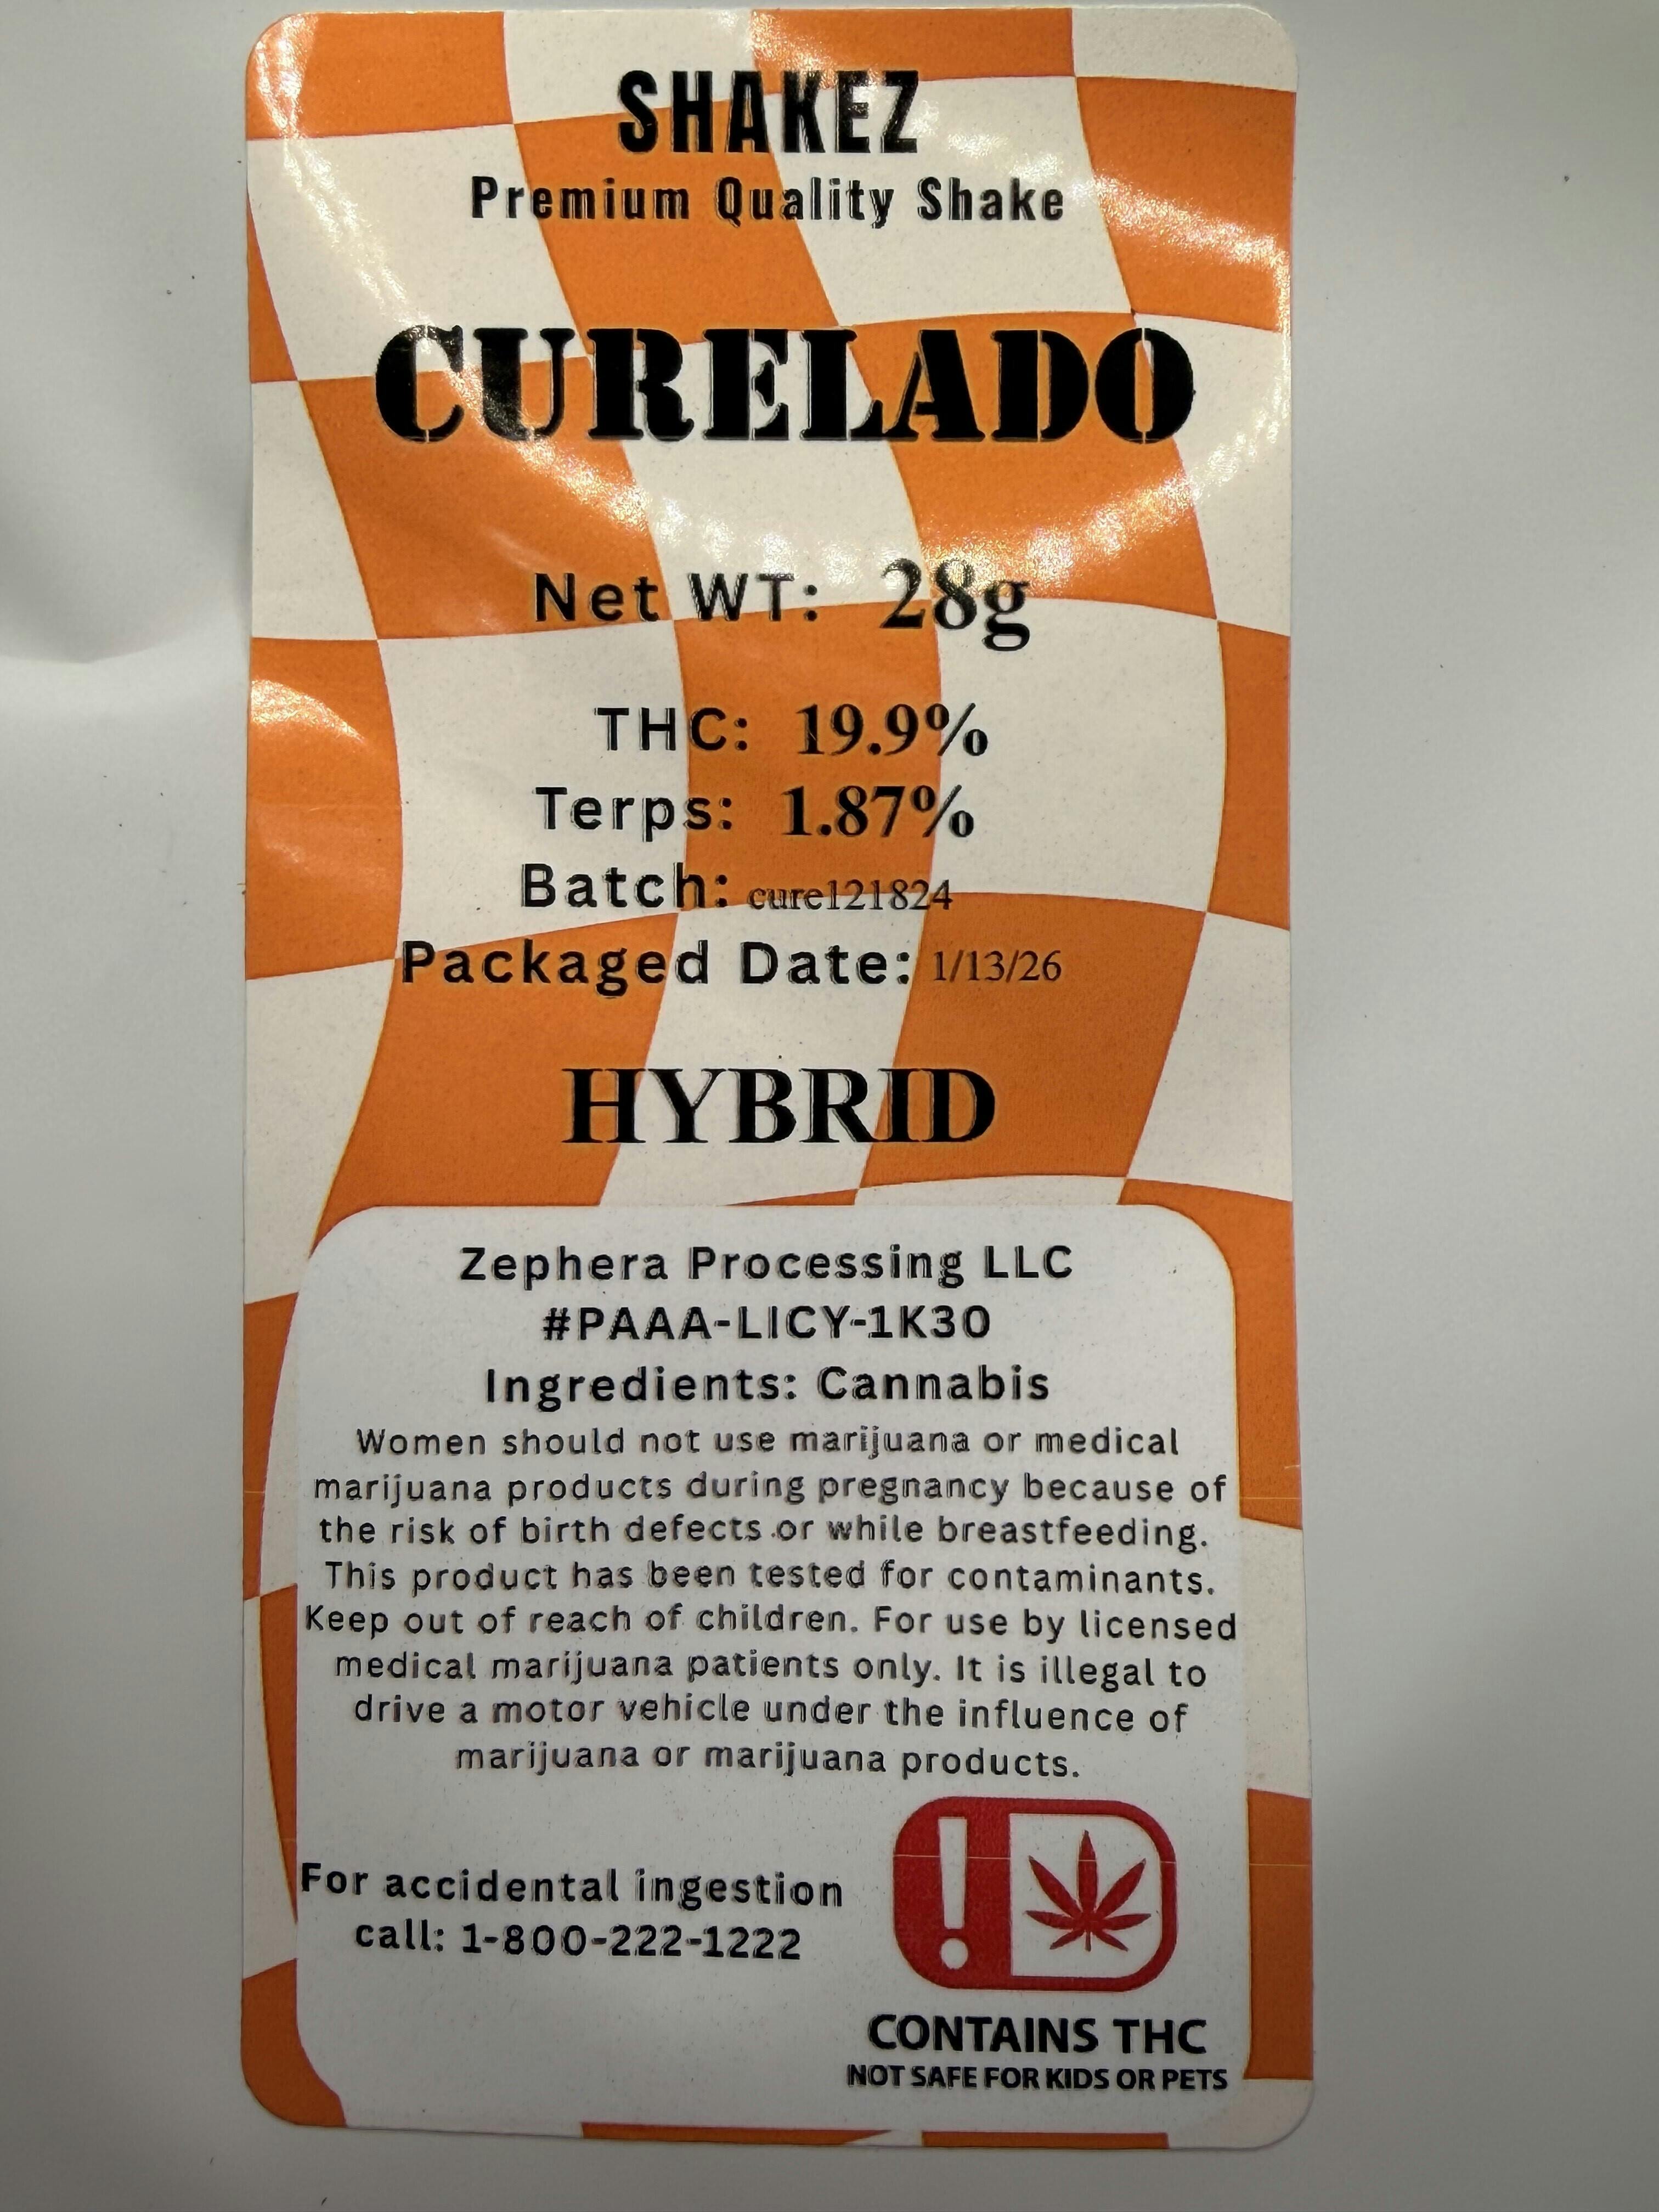 SHAKEZ
Premium Quality Shake
CURELADO
Net WT: 28g
THC: 19.9%
Terps: 1.87%
Batch: cure121824
Packaged Date: 1/13/26
HYBRID
Zephera Processing LLC
#PAAA-LICY-1K3O
Ingredients: Cannabis
Women should not use marijuana or medical
marijuana products during pregnancy because of
the risk of birth defects or while breastfeeding.
This product has been tested for contaminants.
Keep out of reach of children. For use by licensed
medical marijuana patients only. It is illegal to
drive a motor vehicle under the influence of
marijuana or marijuana products.
For accidental ingestion
call: 1-800-222-1222
CONTAINS THC
NOT SAFE FOR KIDS OR PETS